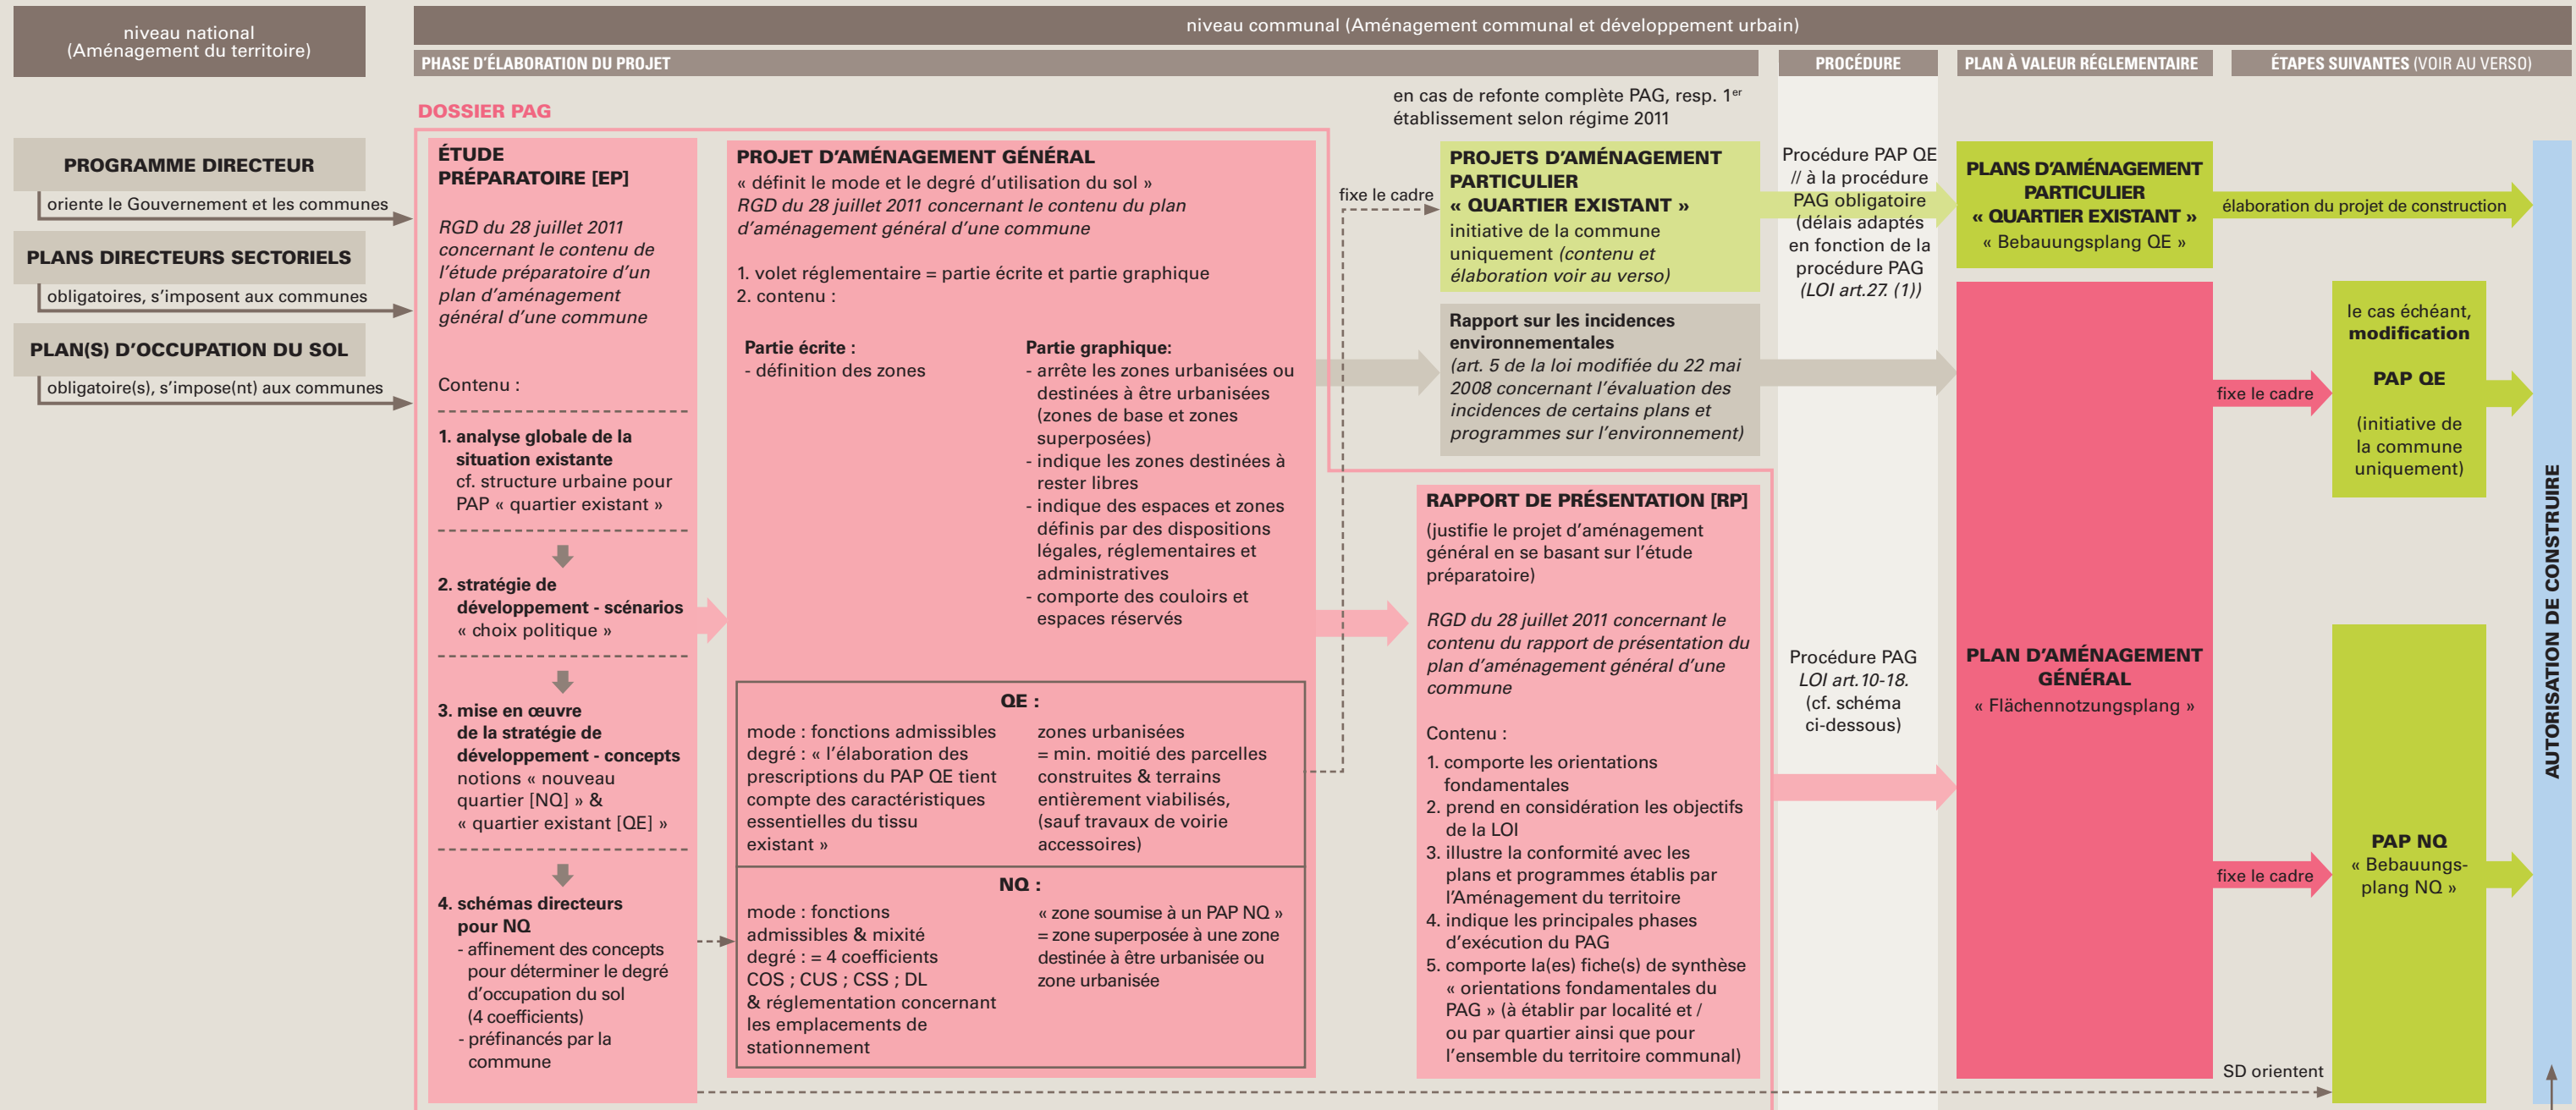 niveau national
(Aménagement du territoire)
niveau communal (Aménagement communal et développement urbain)
PHASE D'ÉLABORATION DU PROJET
PROCÉDURE
PLAN À VALEUR RÉGLEMENTAIRE
ÉTAPES SUIVANTES (VOIR AU VERSO)
PROGRAMME DIRECTEUR
oriente le Gouvernement et les communes
PLANS DIRECTEURS SECTORIELS
obligatoires, s'imposent aux communes
PLAN(S) D'OCCUPATION DU SOL
obligatoire(s), s'impose(nt) aux communes
DOSSIER PAG
ÉTUDE
PRÉPARATOIRE [EP]
RGD du 28 juillet 2011
concernant le contenu de
l'étude préparatoire d'un
plan d'aménagement
général d'une commune
Contenu :
1. analyse globale de la
situation existante
cf. structure urbaine pour
PAP « quartier existant »
2. stratégie de
développement - scénarios
« choix politique »
3. mise en œuvre
de la stratégie de
développement - concepts
notions « nouveau
quartier [NQ] » &
« quartier existant [QE] »
4. schémas directeurs
pour NQ
- affinement des concepts
pour déterminer le degré
d'occupation du sol
(4 coefficients)
- préfinancés par la
commune
PROJET D'AMÉNAGEMENT GÉNÉRAL
« définit le mode et le degré d'utilisation du sol »
RGD du 28 juillet 2011 concernant le contenu du plan
d'aménagement général d'une commune
1. volet réglementaire = partie écrite et partie graphique
2. contenu :
Partie écrite :
- définition des zones
Partie graphique:
- arrête les zones urbanisées ou
destinées à être urbanisées
(zones de base et zones
superposées)
- indique les zones destinées à
rester libres
- indique des espaces et zones
définis par des dispositions
légales, réglementaires et
administratives
- comporte des couloirs et
espaces réservés
QE :
mode : fonctions admissibles
degré : « l'élaboration des
prescriptions du PAP QE tient
compte des caractéristiques
essentielles du tissu
existant »
zones urbanisées
= min. moitié des parcelles
construites & terrains
entièrement viabilisés,
(sauf travaux de voirie
accessoires)
NQ :
mode : fonctions
admissibles & mixité
degré : = 4 coefficients
COS ; CUS ; CSS ; DL
& réglementation concernant
les emplacements de
stationnement
« zone soumise à un PAP NQ »
= zone superposée à une zone
destinée à être urbanisée ou
zone urbanisée
en cas de refonte complète PAG, resp. 1er
établissement selon régime 2011
fixe le cadre
PROJETS D'AMÉNAGEMENT
PARTICULIER
« QUARTIER EXISTANT »
initiative de la commune
uniquement (contenu et
élaboration voir au verso)
Rapport sur les incidences
environnementales
(art. 5 de la loi modifiée du 22 mai
2008 concernant l'évaluation des
incidences de certains plans et
programmes sur l'environnement)
RAPPORT DE PRÉSENTATION [RP]
(justifie le projet d'aménagement
général en se basant sur l'étude
préparatoire)
RGD du 28 juillet 2011 concernant le
contenu du rapport de présentation du
plan d'aménagement général d'une
commune
Contenu :
1. comporte les orientations
fondamentales
2. prend en considération les objectifs
de la LOI
3. illustre la conformité avec les
plans et programmes établis par
l'Aménagement du territoire
4. indique les principales phases
d'exécution du PAG
5. comporte la(es) fiche(s) de synthèse
« orientations fondamentales du
PAG » (à établir par localité et /
ou par quartier ainsi que pour
l'ensemble du territoire communal)
Procédure PAP QE
// à la procédure
PAG obligatoire
(délais adaptés
en fonction de la
procédure PAG
(LOI art.27. (1))
Procédure PAG
LOI art.10-18.
(cf. schéma
ci-dessous)
PLANS D'AMÉNAGEMENT
PARTICULIER
« QUARTIER EXISTANT »
« Bebauungsplang QE »
PLAN D'AMÉNAGEMENT
GÉNÉRAL
« Flächennotzungsplang »
élaboration du projet de construction
fixe le cadre
le cas échéant,
modification
PAP QE
(initiative de
la commune
uniquement)
fixe le cadre
PAP NQ
« Bebauungs-
plang NQ »
SD orientent
AUTORISATION DE CONSTRUIRE